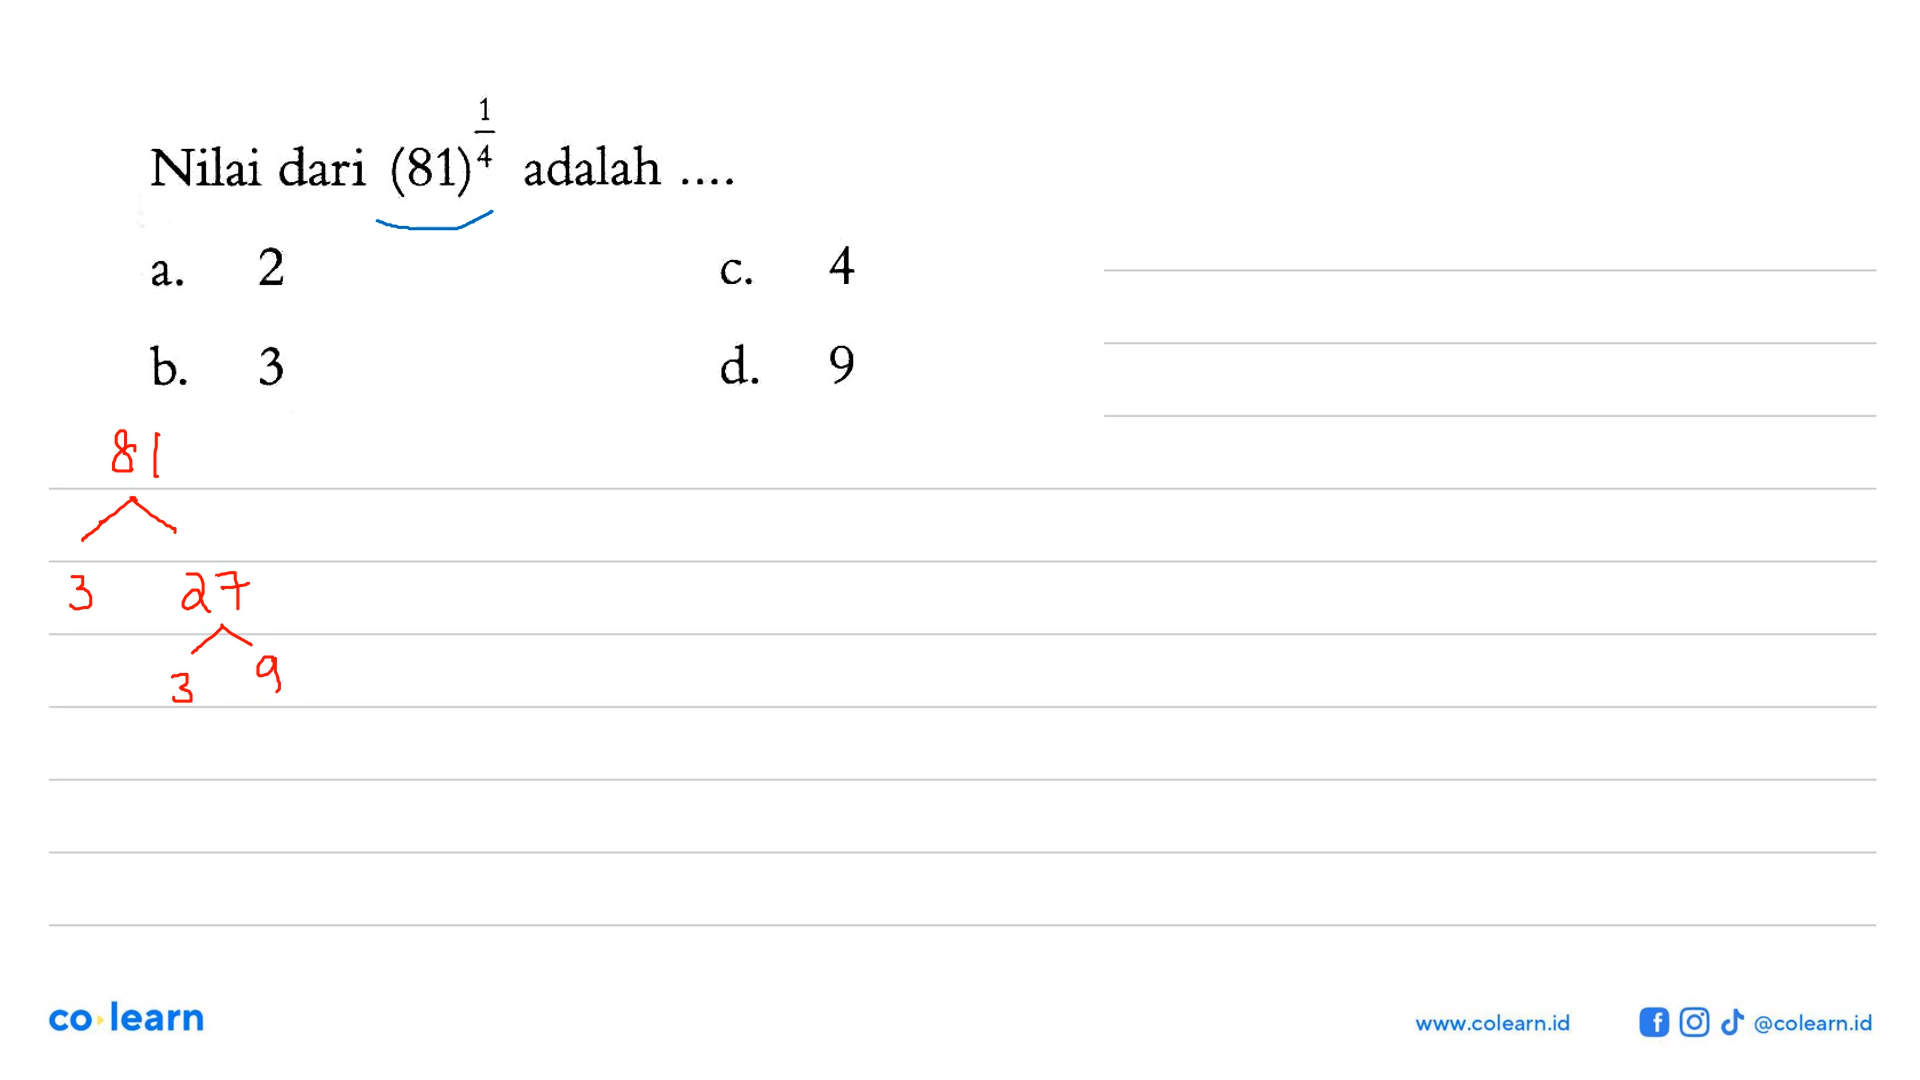 Nilai dari (81)^{\frac{1}{4}} adalah ....
a. 2 c. 4
b. 3 d. 9
81
3 27
3 9
co learn
www.colearn.id @colearn.id